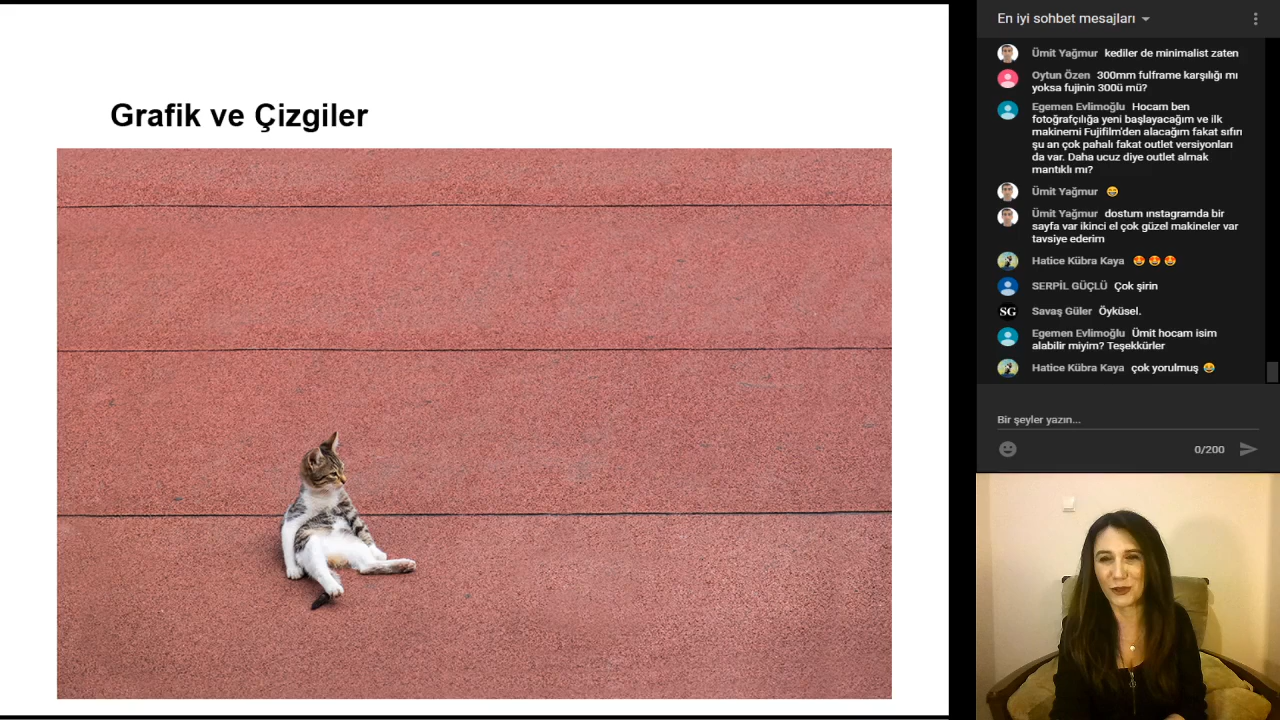 Grafik ve Çizgiler
En iyi sohbet mesajları
Ümit Yağmur kediler de minimalist zaten
Oytun Özen 300mm fulframe karşılığı mı
yoksa fujinin 300ü mü?
Egemen Evlimoğlu Hocam ben
fotoğrafçılığa yeni başlayacağım ve ilk
makinemi Fujifilm'den alacağım fakat sıfırı
şu an çok pahalı fakat outlet versiyonları
da var. Daha ucuz diye outlet almak
mantıklı mı?
Ümit Yağmur 😄
Ümit Yağmur dostum ınstagramda bir
sayfa var ikinci el çok güzel makineler var
tavsiye ederim
Hatice Kübra Kaya 😍 😍 😍
SERPİL GÜÇLÜ Çok şirin
SG Savaş Güler Öyküsel.
Egemen Evlimoğlu Ümit hocam isim
alabilir miyim? Teşekkürler
Hatice Kübra Kaya çok yorulmuş 😂
Bir şeyler yazın...
0/200